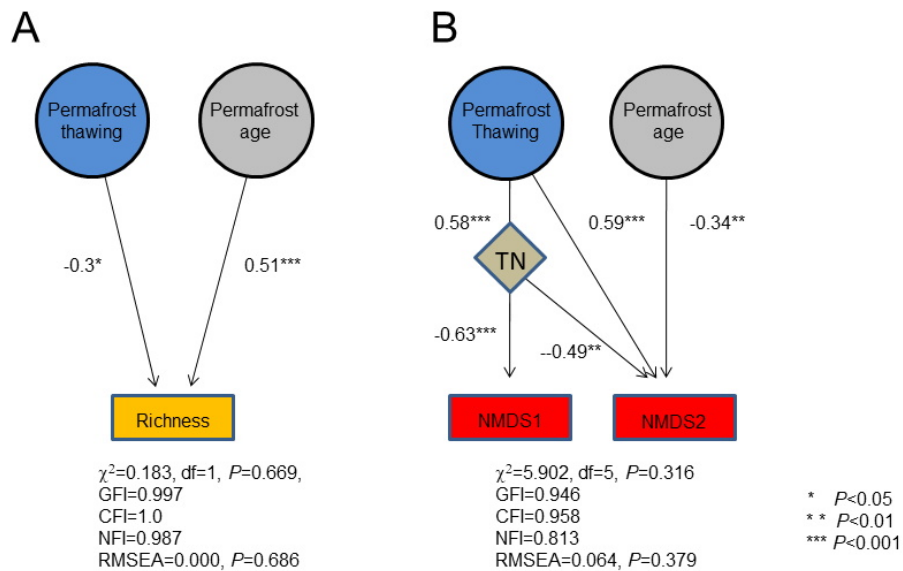 A
B
Permafrost
thawing
Permafrost
age
-0.3*
0.51***
Richness
χ²=0.183, df=1, P=0.669,
GFI=0.997
CFI=1.0
NFI=0.987
RMSEA=0.000, P=0.686
Permafrost
Thawing
Permafrost
age
0.58***
0.59***
-0.34**
TN
-0.63***
--0.49**
NMDS1
NMDS2
χ²=5.902, df=5, P=0.316
GFI=0.946
CFI=0.958
NFI=0.813
RMSEA=0.064, P=0.379
* P<0.05
* * P<0.01
*** P<0.001